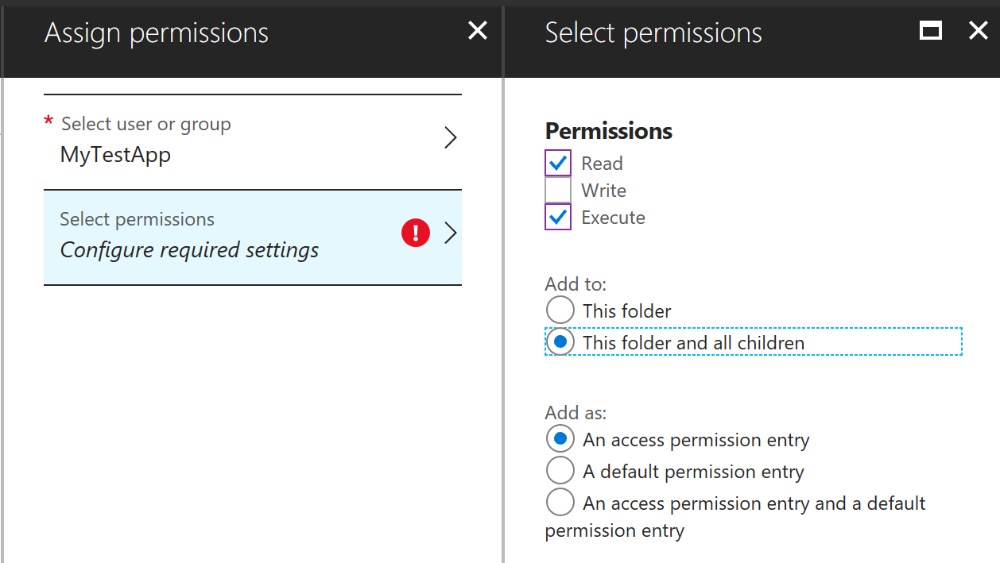 Assign permissions
* Select user or group
MyTestApp
Select permissions
Configure required settings
!
Select permissions
Permissions
Read
Write
Execute
Add to:
This folder
This folder and all children
Add as:
An access permission entry
A default permission entry
An access permission entry and a default
permission entry